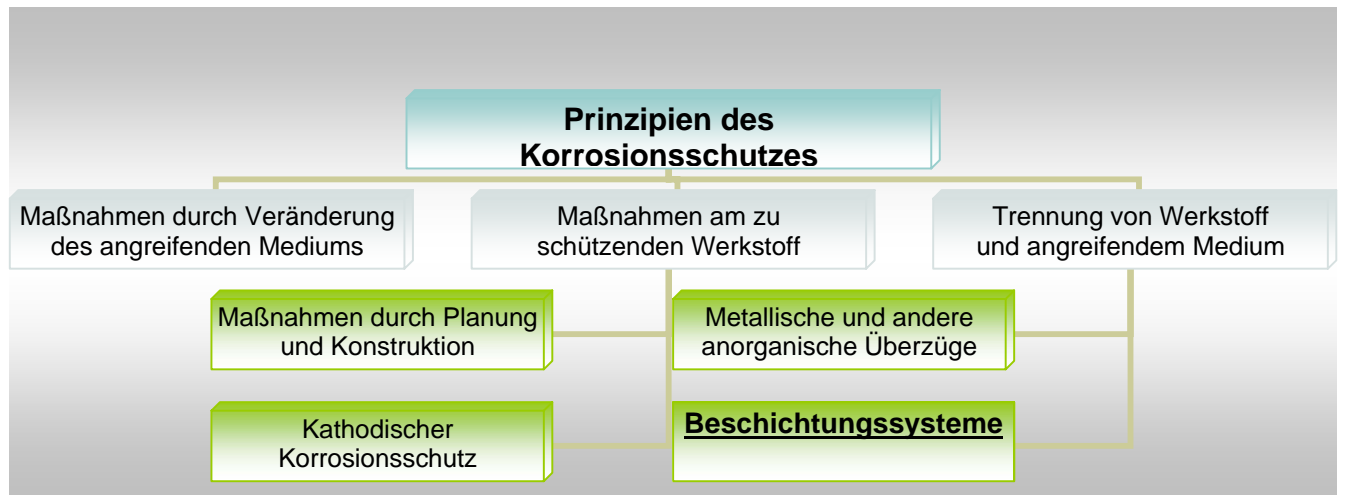 Prinzipien des
Korrosionsschutzes
Maßnahmen durch Veränderung
des angreifenden Mediums
Maßnahmen am zu
schützenden Werkstoff
Trennung von Werkstoff
und angreifendem Medium
Maßnahmen durch Planung
und Konstruktion
Metallische und andere
anorganische Überzüge
Kathodischer
Korrosionsschutz
Beschichtungssysteme